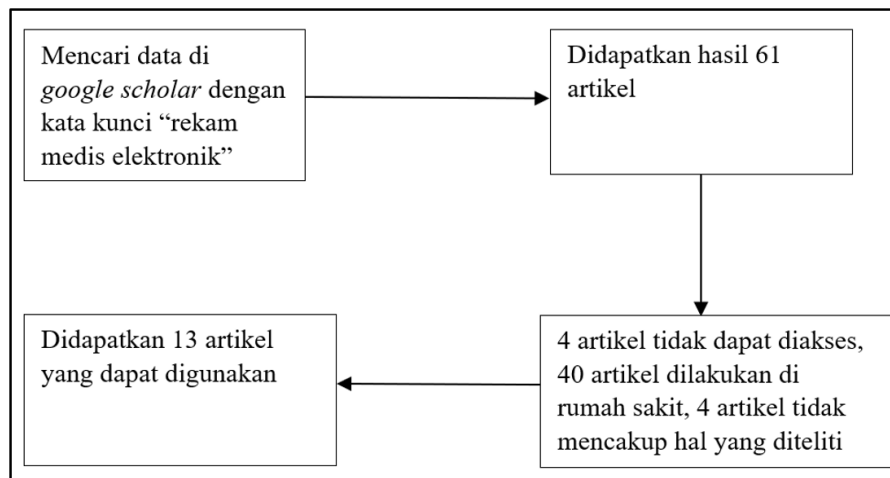 Mencari data di
google scholar dengan
kata kunci “rekam
medis elektronik”
Didapatkan hasil 61
artikel
4 artikel tidak dapat diakses,
40 artikel dilakukan di
rumah sakit, 4 artikel tidak
mencakup hal yang diteliti
Didapatkan 13 artikel
yang dapat digunakan